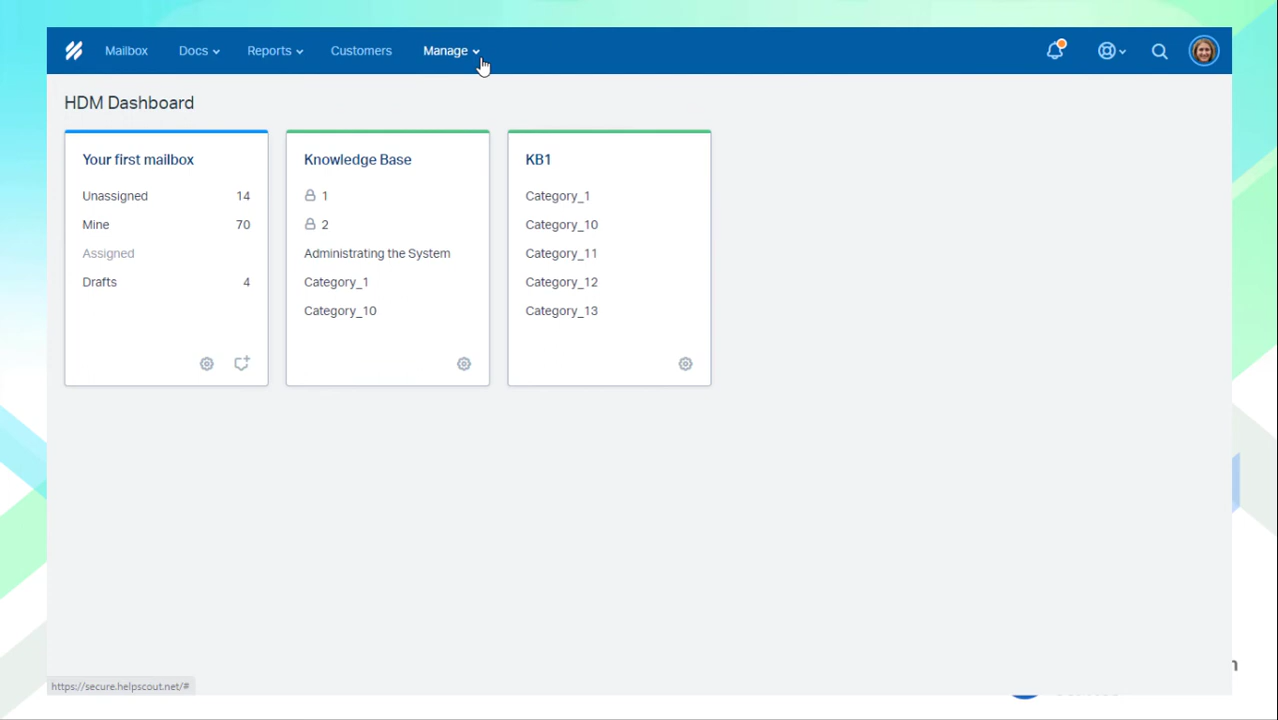 Mailbox Docs Reports Customers Manage
HDM Dashboard
Your first mailbox
Unassigned 14
Mine 70
Assigned
Drafts 4
Knowledge Base
1
2
Administrating the System
Category_1
Category_10
KB1
Category_1
Category_10
Category_11
Category_12
Category_13
https://secure.helpscout.net/#